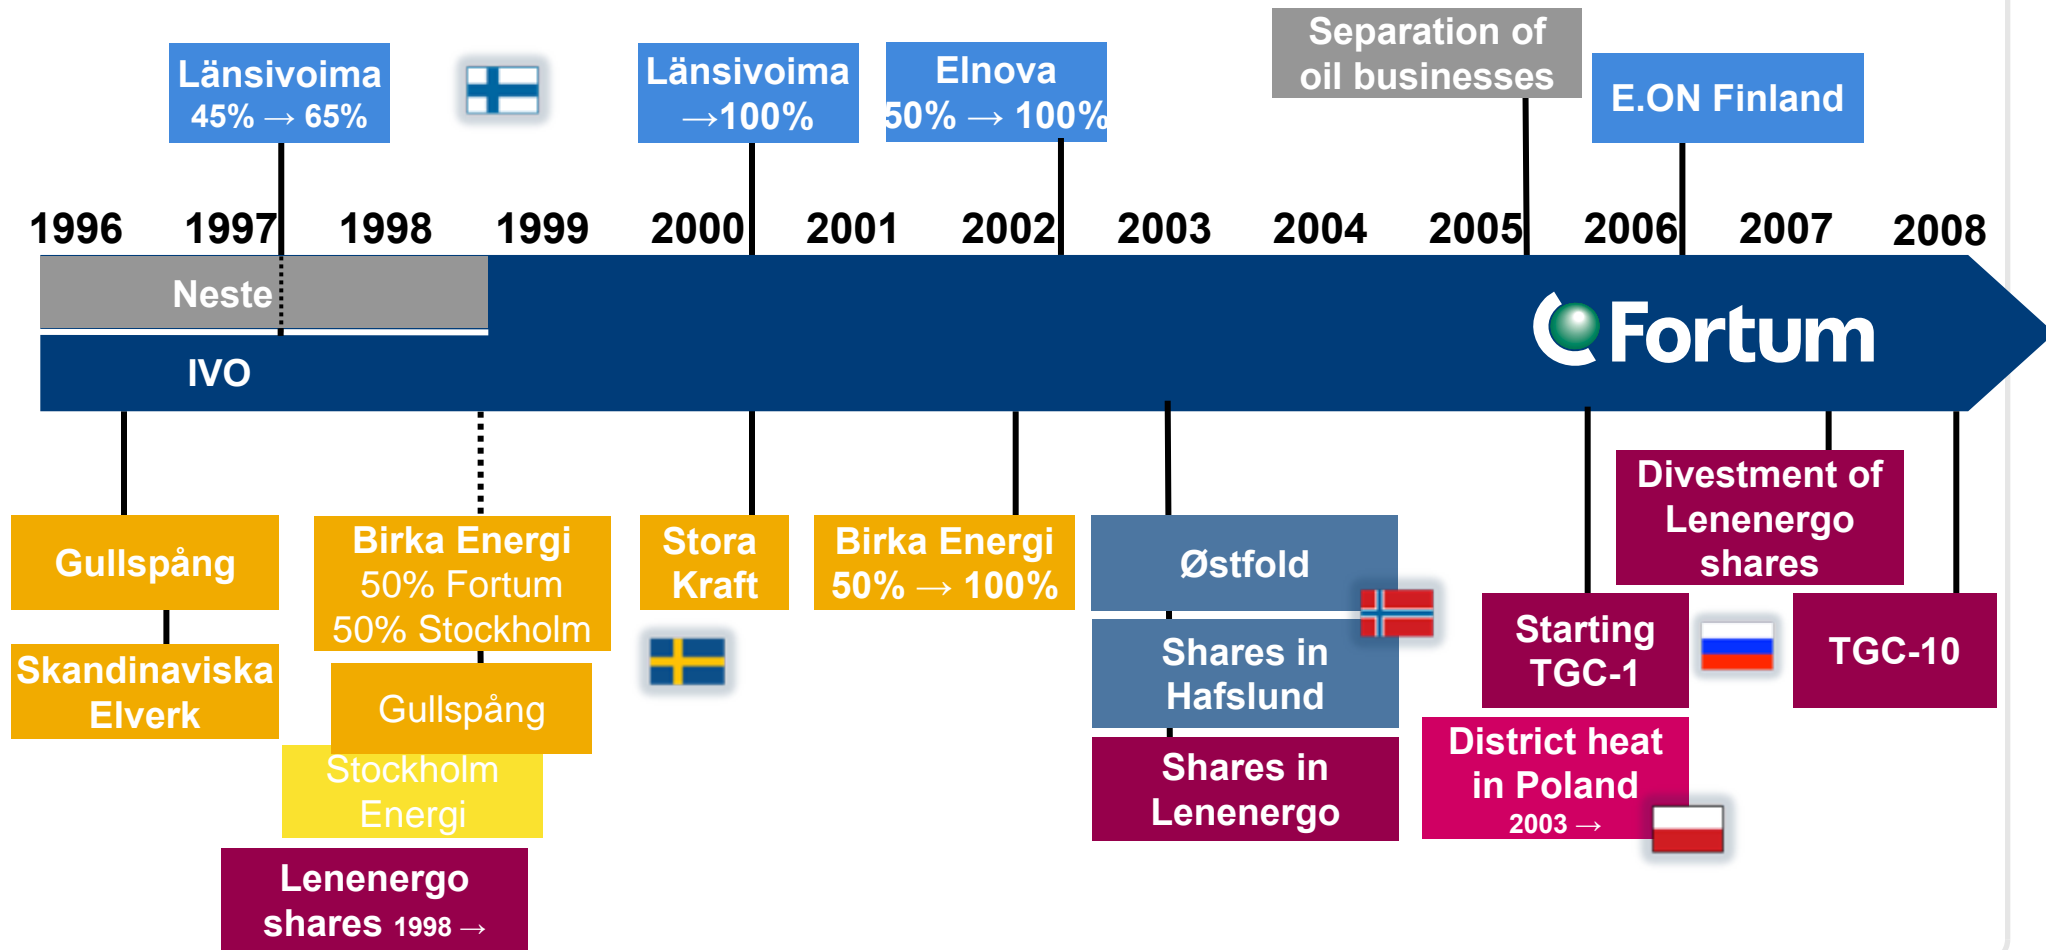 Separation of
oil businesses
Länsivoima
45% → 65%
Länsivoima
→100%
Elnova
50% → 100%
E.ON Finland
1996 1997 1998 1999 2000 2001 2002 2003 2004 2005 2006 2007 2008
Neste
Fortum
IVO
Gullspång
Skandinaviska
Elverk
Birka Energi
50% Fortum
50% Stockholm
Gullspång
Stockholm
Energi
Lenenergo
shares 1998 →
Stora
Kraft
Birka Energi
50% → 100%
Østfold
Shares in
Hafslund
Shares in
Lenenergo
Divestment of
Lenenergo
shares
Starting
TGC-1
TGC-10
District heat
in Poland
2003 →